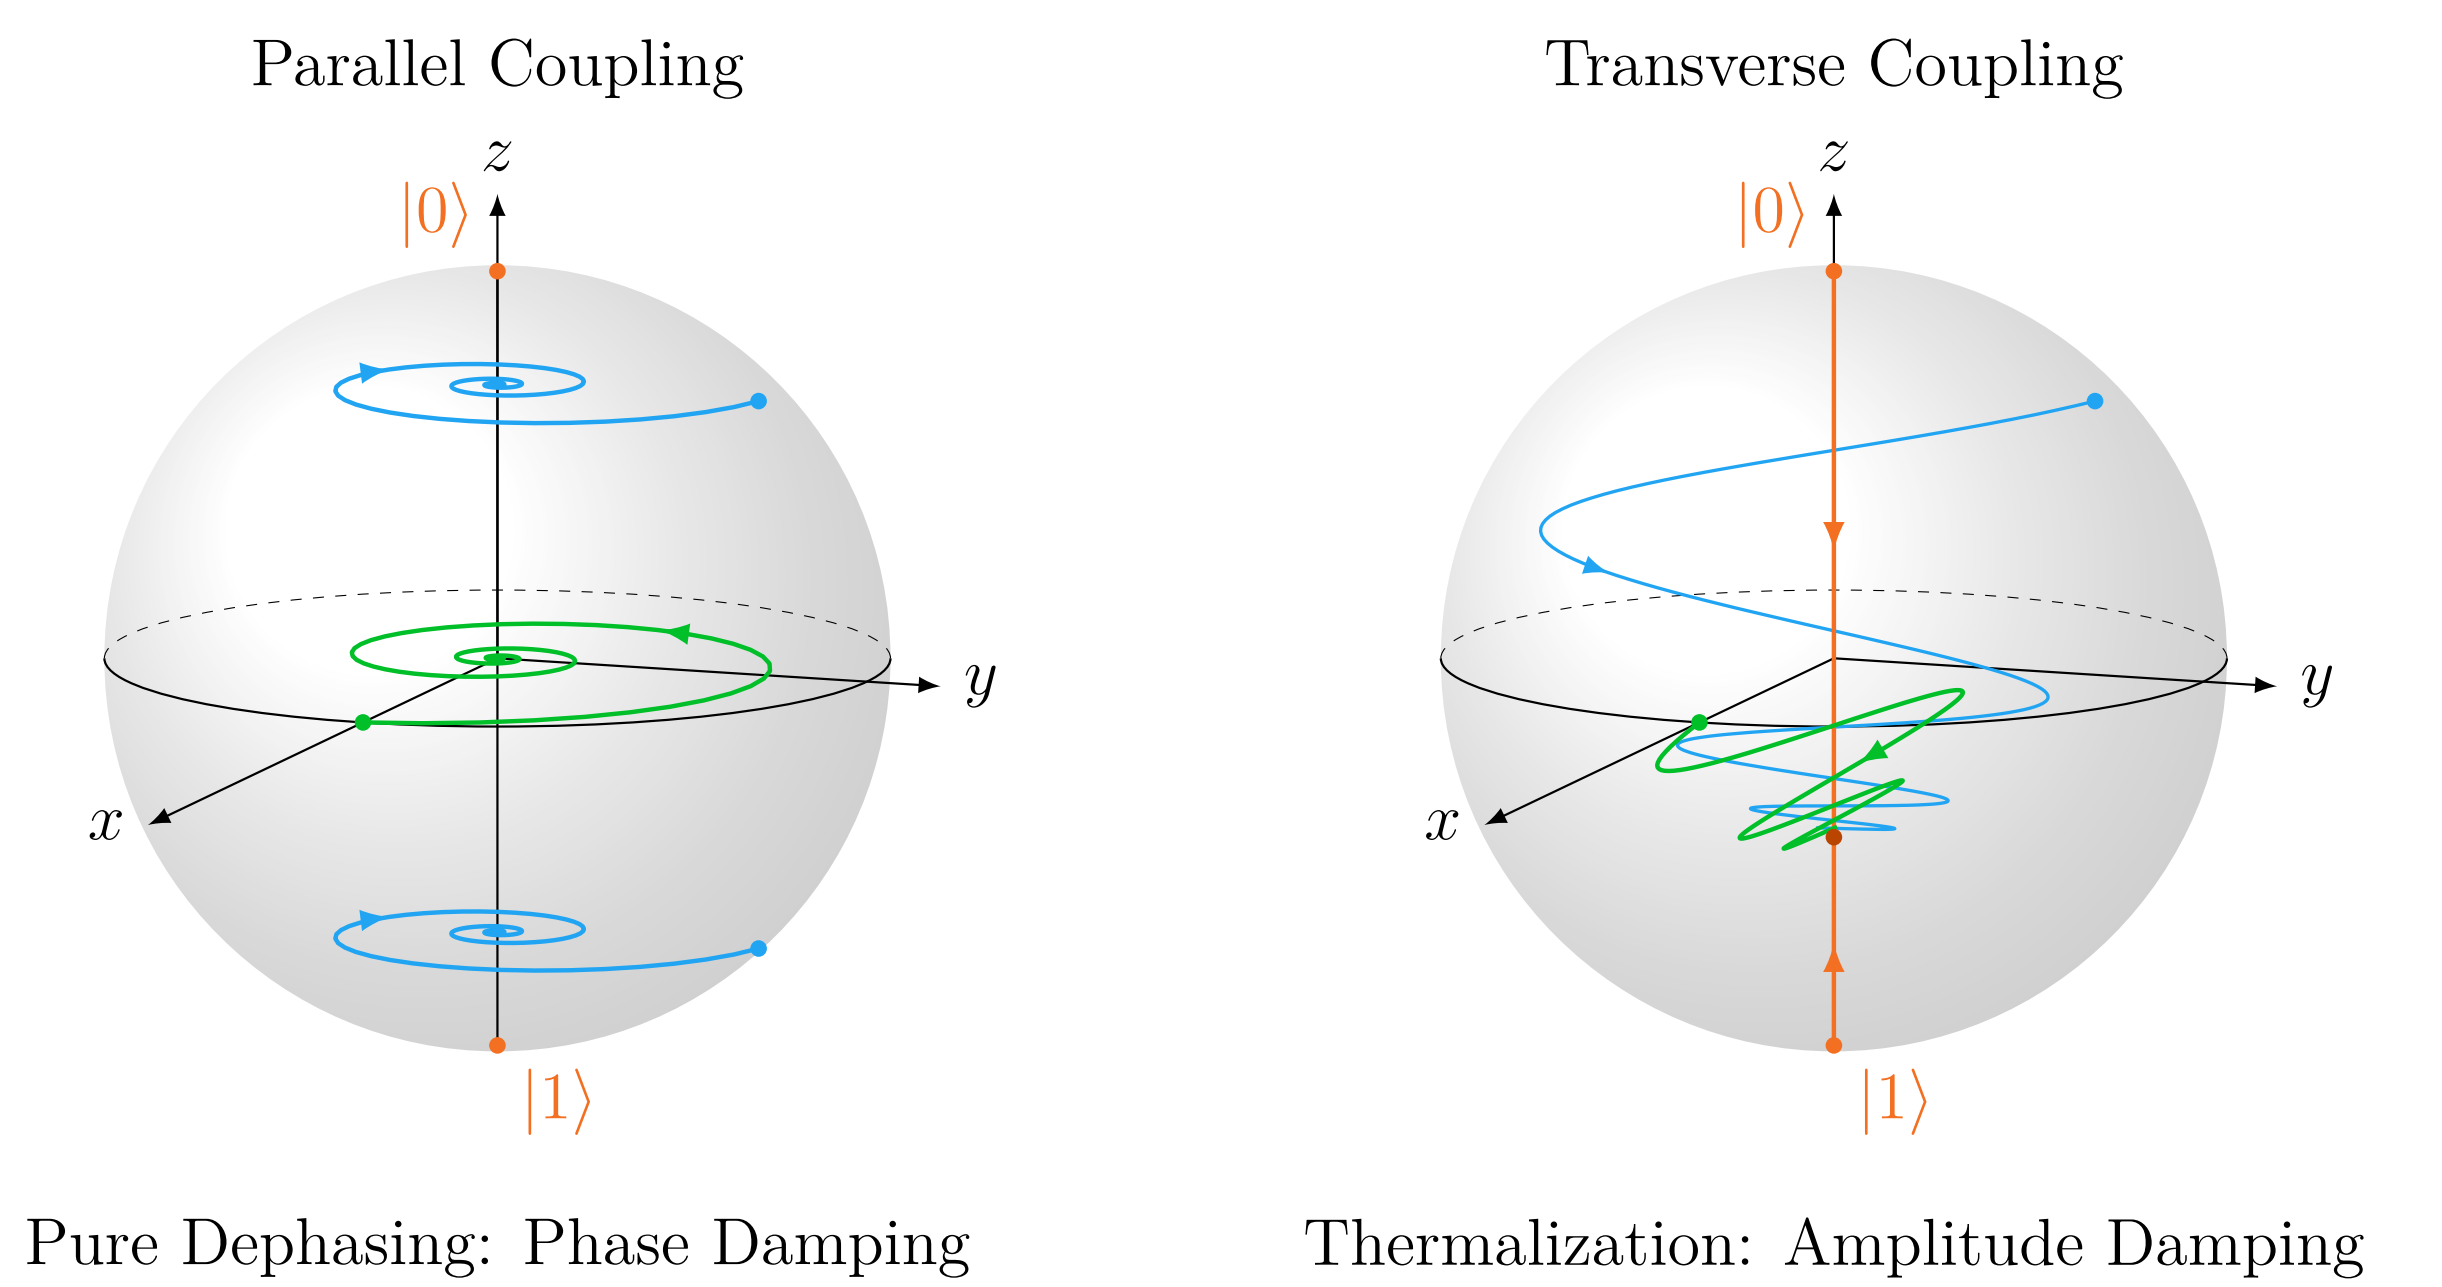 Parallel Coupling
z
|0⟩
y
x
|1⟩
Pure Dephasing: Phase Damping
Transverse Coupling
z
|0⟩
y
x
|1⟩
Thermalization: Amplitude Damping